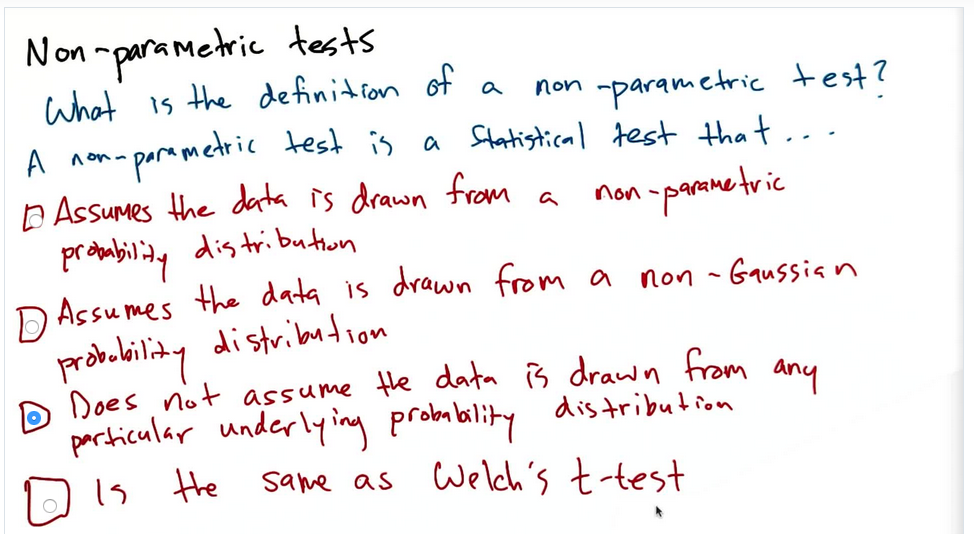 Non-parametric tests
What is the definition of a non-parametric test?
A non-parametric test is a statistical test that...
Assumes the data is drawn from a non-parametric
probability distribution
Assumes the data is drawn from a non-Gaussian
probability distribution
Does not assume the data is drawn from any
particular underlying probability distribution
Is the same as Welch's t-test